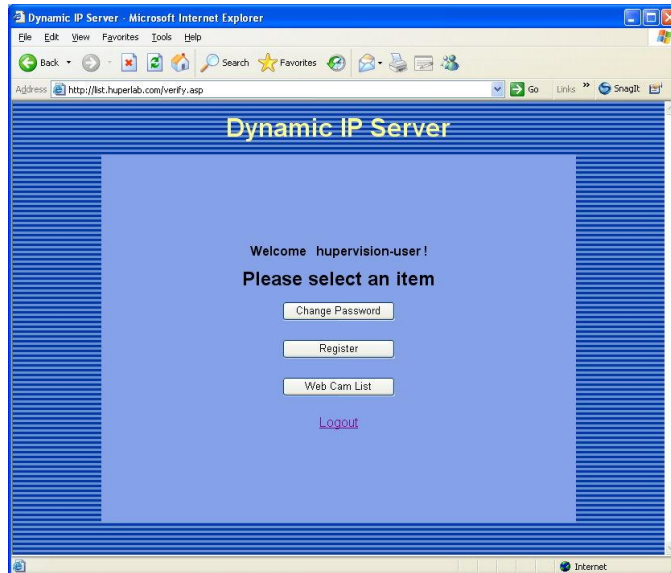 Dynamic IP Server - Microsoft Internet Explorer
File Edit View Favorites Tools Help
Back Search Favorites
Address http://list.huperlab.com/verify.asp Go Links » SnagIt
Dynamic IP Server
Welcome hupervision-user !
Please select an item
Change Password
Register
Web Cam List
Logout
Internet